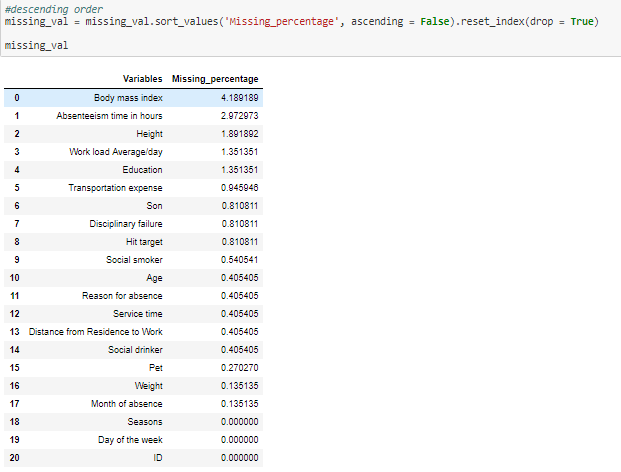 #descending order
missing_val = missing_val.sort_values('Missing_percentage', ascending = False).reset_index(drop = True)
missing_val
Variables Missing_percentage
0 Body mass index 4.189189
1 Absenteeism time in hours 2.972973
2 Height 1.891892
3 Work load Average/day 1.351351
4 Education 1.351351
5 Transportation expense 0.945946
6 Son 0.810811
7 Disciplinary failure 0.810811
8 Hit target 0.810811
9 Social smoker 0.540541
10 Age 0.405405
11 Reason for absence 0.405405
12 Service time 0.405405
13 Distance from Residence to Work 0.405405
14 Social drinker 0.405405
15 Pet 0.270270
16 Weight 0.135135
17 Month of absence 0.135135
18 Seasons 0.000000
19 Day of the week 0.000000
20 ID 0.000000